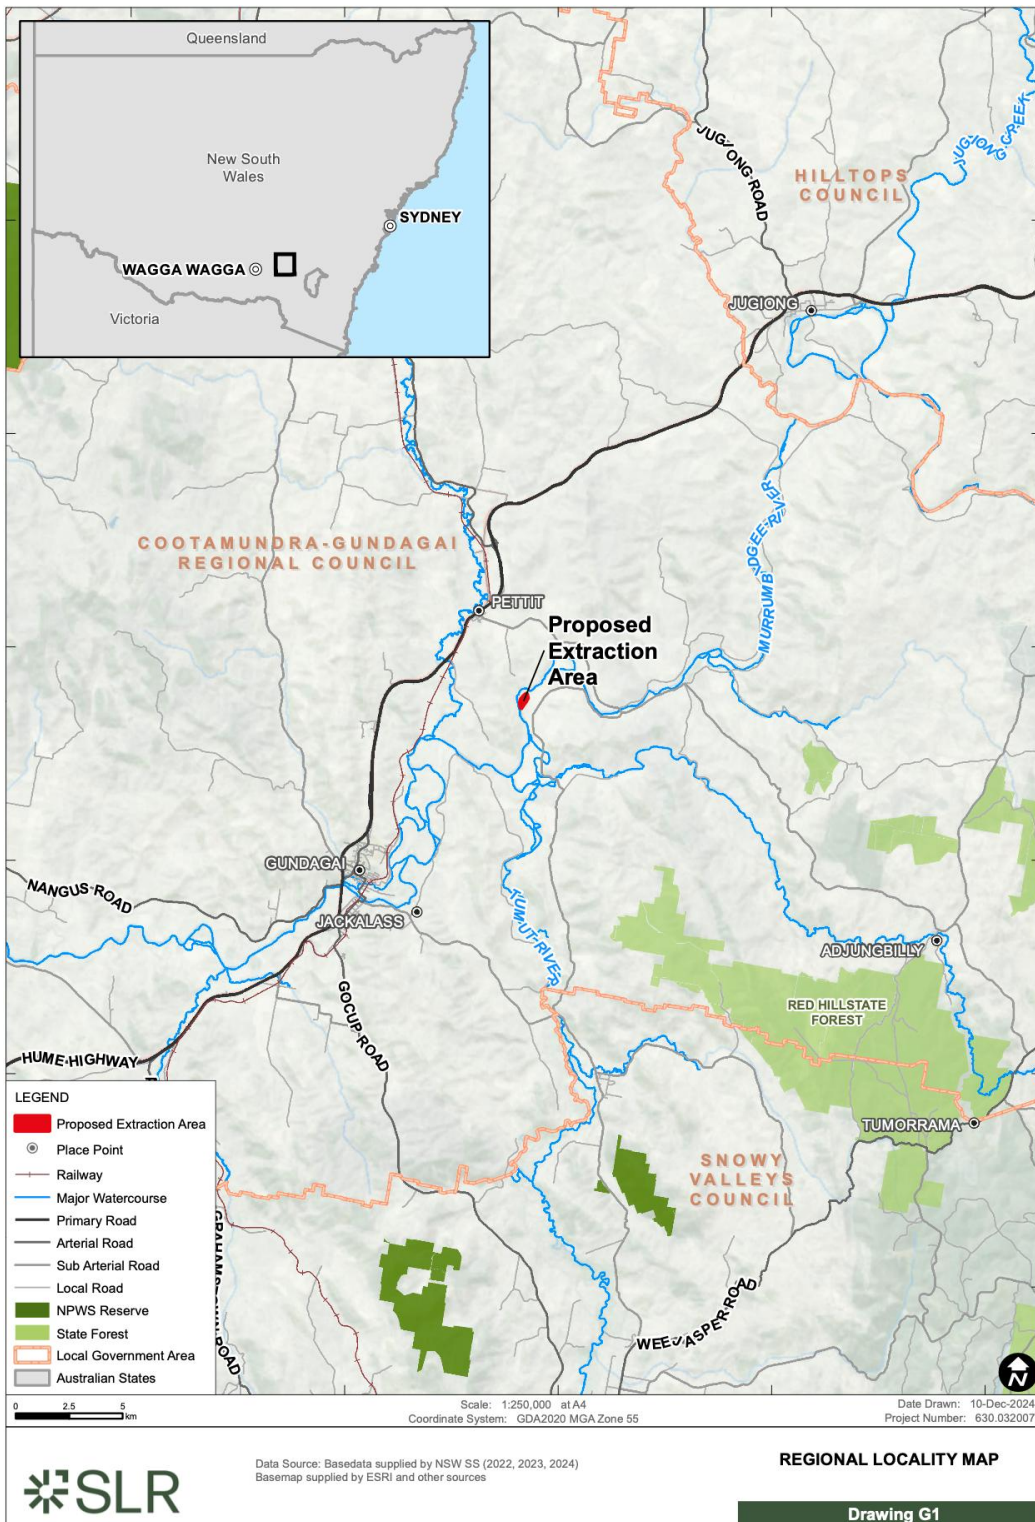 Queensland
New South
Wales
SYDNEY
WAGGA WAGGA
Victoria
JUGIONG ROAD
HILLTOPS
COUNCIL
JUGIONG CREEK
JUGIONG
COOTAMUNDRA-GUNDAGAI
REGIONAL COUNCIL
MURRUMBIDGEE RIVER
PETTIT
Proposed
Extraction
Area
GUNDAGAI
NANGUS ROAD
JACKALASS
TUMUT RIVER
ADJUNGBILLY
RED HILLSTATE
FOREST
GOCUP ROAD
HUME HIGHWAY
TUMORRAMA
SNOWY
VALLEYS
COUNCIL
GRAHAMSTOWN ROAD
WEE JASPER ROAD
LEGEND
Proposed Extraction Area
Place Point
Railway
Major Watercourse
Primary Road
Arterial Road
Sub Arterial Road
Local Road
NPWS Reserve
State Forest
Local Government Area
Australian States
N
0 2.5 5
km
Scale: 1:250,000 at A4
Coordinate System: GDA2020 MGA Zone 55
Date Drawn: 10-Dec-2024
Project Number: 630.032007
SLR
Data Source: Basedata supplied by NSW SS (2022, 2023, 2024)
Basemap supplied by ESRI and other sources
REGIONAL LOCALITY MAP
Drawing G1